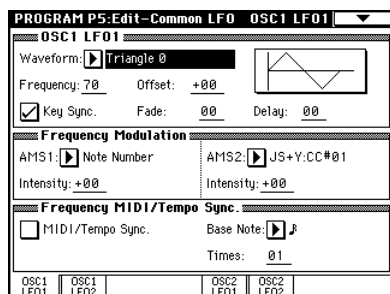 PROGRAM P5:Edit-Common LFO OSC1 LFO1
OSC1 LFO1
Waveform: Triangle 0
Frequency: 70 Offset: +00
Key Sync. Fade: 00 Delay: 00
Frequency Modulation
AMS1: Note Number AMS2: JS+Y:CC#01
Intensity: +00 Intensity: +00
Frequency MIDI/Tempo Sync.
MIDI/Tempo Sync. Base Note: ♪
Times: 01
OSC1 LFO1 OSC1 LFO2 OSC2 LFO1 OSC2 LFO2